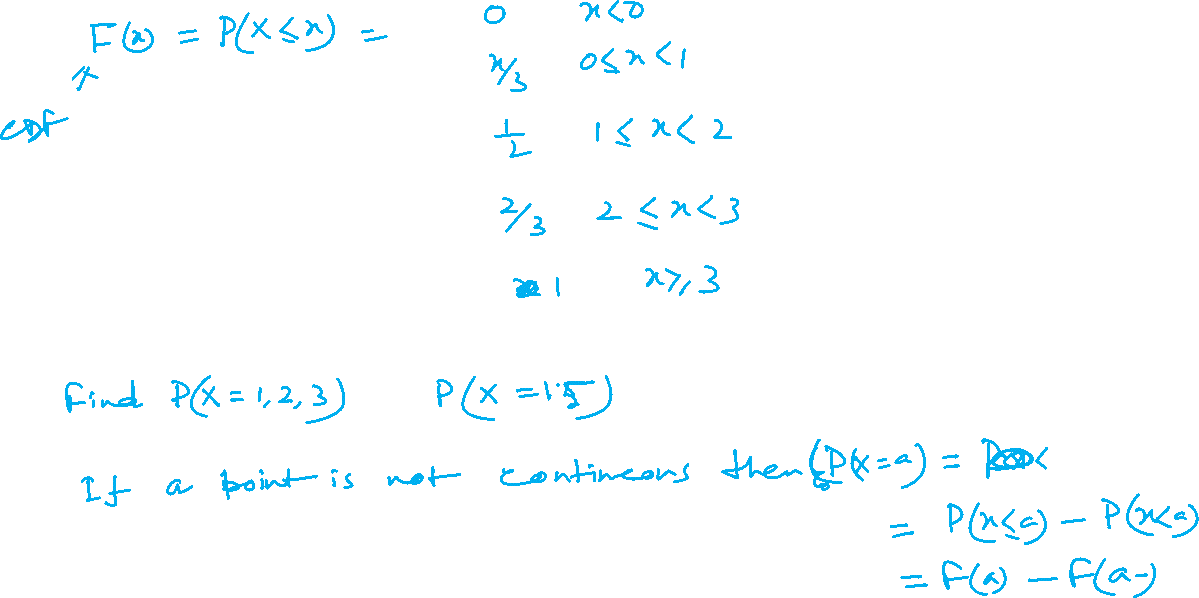 F(x) = P(X ≤ x) = 0 x<0
x/3 0≤x<1
CDF
1/2 1≤x<2
2/3 2≤x<3
1 x≥3
Find P(X=1,2,3) P(X=1.5)
If a point is not contineous then P(X=a) =
= P(x≤a) - P(x<a)
= F(a) - F(a-)